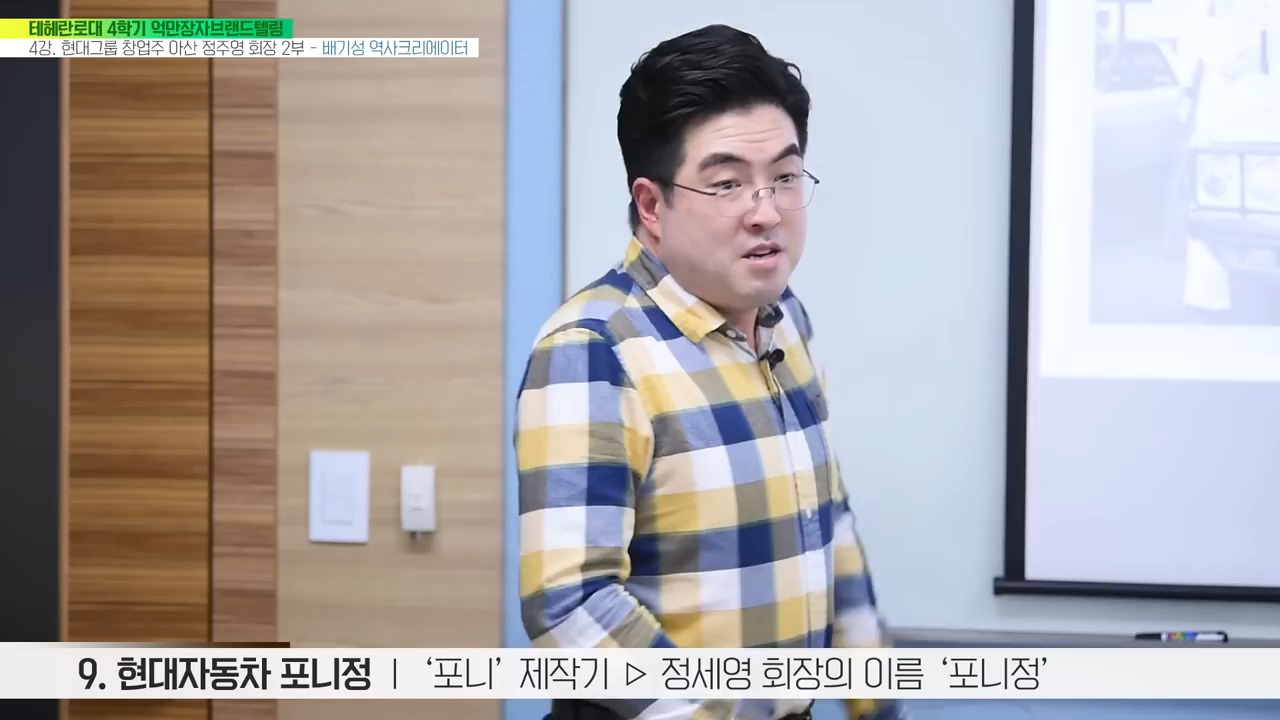 테헤란로대 4학기 억만장자브랜드텔링
4강. 현대그룹 창업주 아산 정주영 회장 2부 - 배기성 역사크리에이터
9. 현대자동차 포니정 | ‘포니’ 제작기 ▷ 정세영 회장의 이름 ‘포니정’